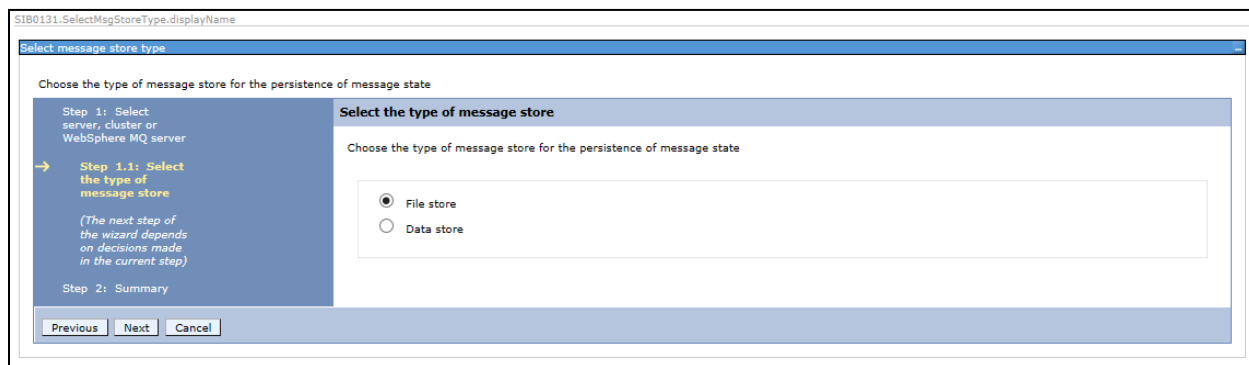 SIB0131.SelectMsgStoreType.displayName
Select message store type
Choose the type of message store for the persistence of message state
Step 1: Select
server, cluster or
WebSphere MQ server
Step 1.1: Select
the type of
message store
(The next step of
the wizard depends
on decisions made
in the current step)
Step 2: Summary
Select the type of message store
Choose the type of message store for the persistence of message state
File store
Data store
Previous Next Cancel